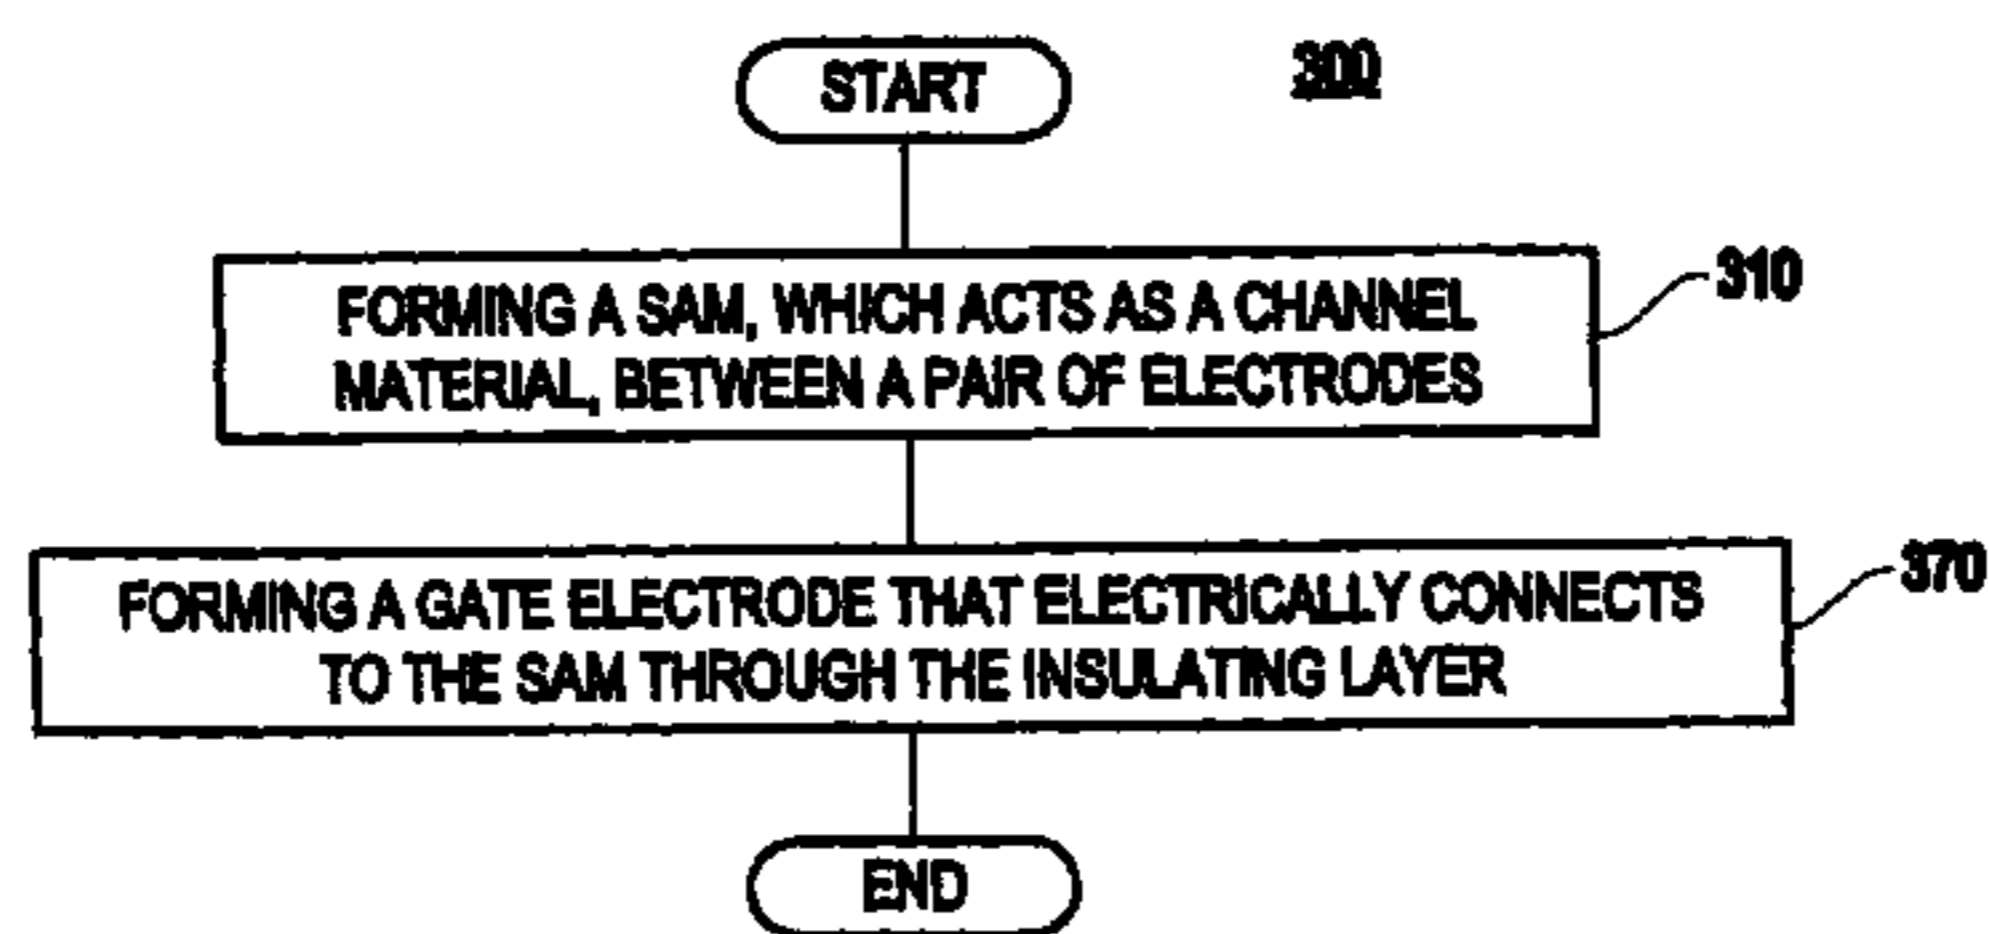 START
300
FORMING A SAM, WHICH ACTS AS A CHANNEL
MATERIAL, BETWEEN A PAIR OF ELECTRODES
310
FORMING A GATE ELECTRODE THAT ELECTRICALLY CONNECTS
TO THE SAM THROUGH THE INSULATING LAYER
370
END